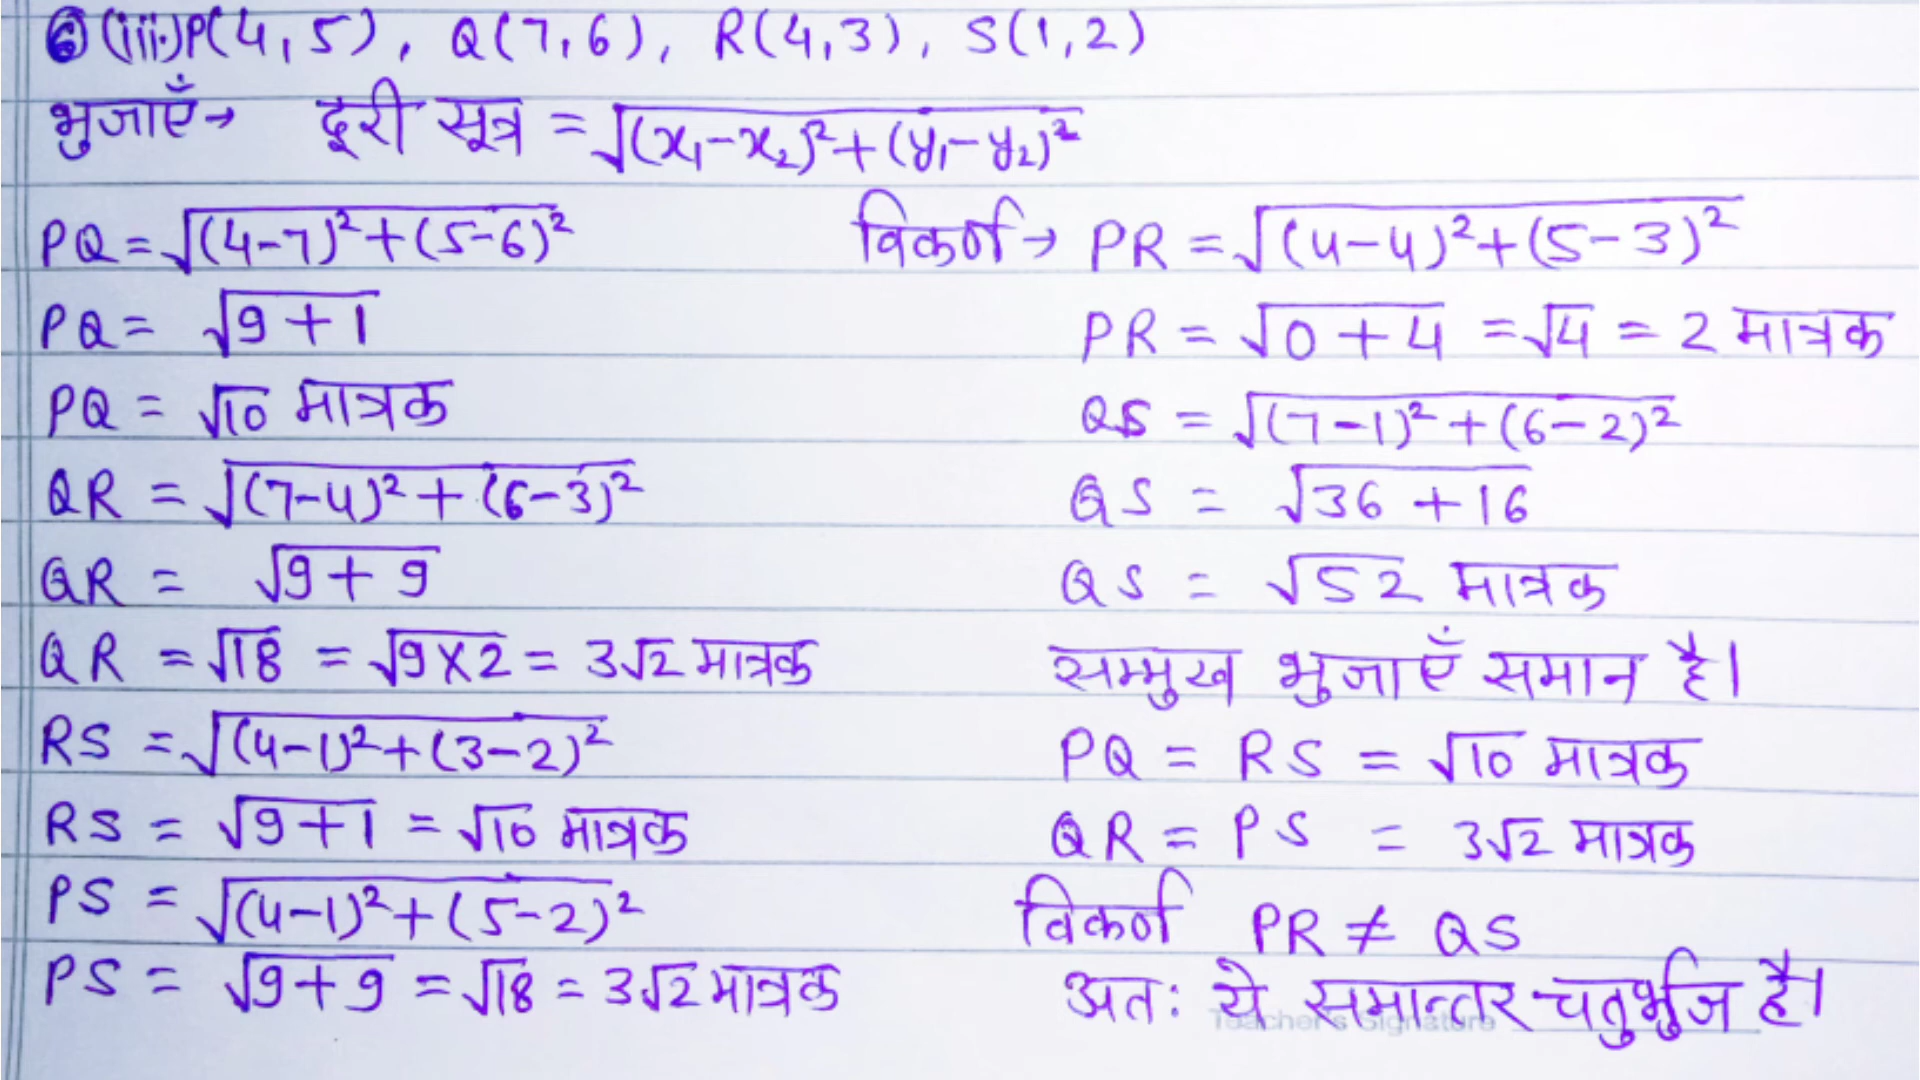 6 (iii) P(4,5), Q(7,6), R(4,3), S(1,2)
भुजाएँ → दूरी सूत्र = √(x₁-x₂)²+(y₁-y₂)²
PQ = √(4-7)²+(5-6)²
PQ = √9+1
PQ = √10 मात्रक
QR = √(7-4)²+(6-3)²
QR = √9+9
QR = √18 = √9×2 = 3√2 मात्रक
RS = √(4-1)²+(3-2)²
RS = √9+1 = √10 मात्रक
PS = √(4-1)²+(5-2)²
PS = √9+9 = √18 = 3√2 मात्रक
विकर्ण → PR = √(4-4)²+(5-3)²
PR = √0+4 = √4 = 2 मात्रक
QS = √(7-1)²+(6-2)²
QS = √36+16
QS = √52 मात्रक
सम्मुख भुजाएँ समान है।
PQ = RS = √10 मात्रक
QR = PS = 3√2 मात्रक
विकर्ण PR ≠ QS
अतः ये समान्तर चतुर्भुज है।
Teacher's Signature